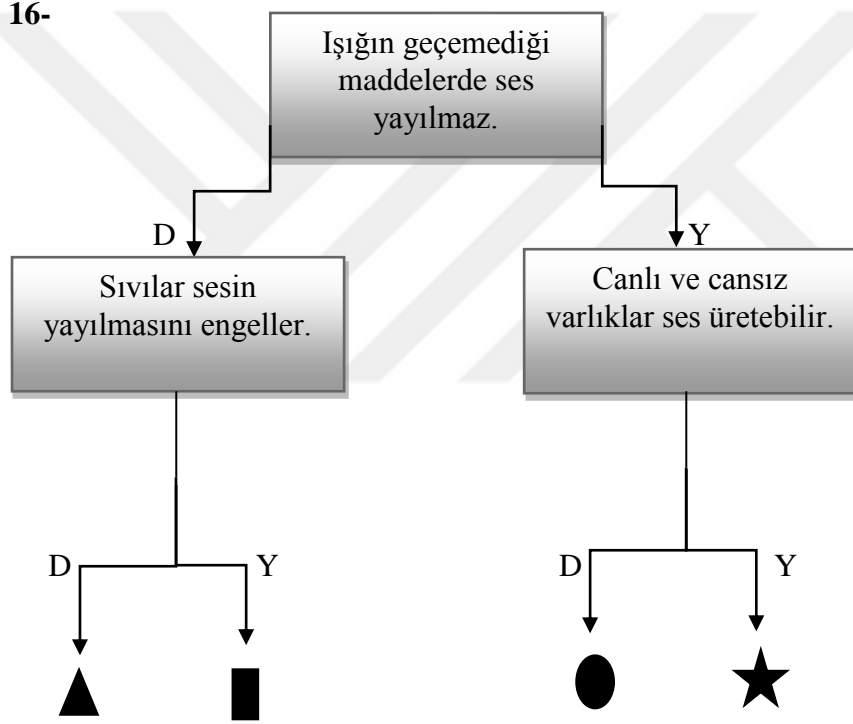 16-
Işığın geçemediği
maddelerde ses
yayılmaz.
D
Y
Sıvılar sesin
yayılmasını engeller.
Canlı ve cansız
varlıklar ses üretebilir.
D
Y
D
Y